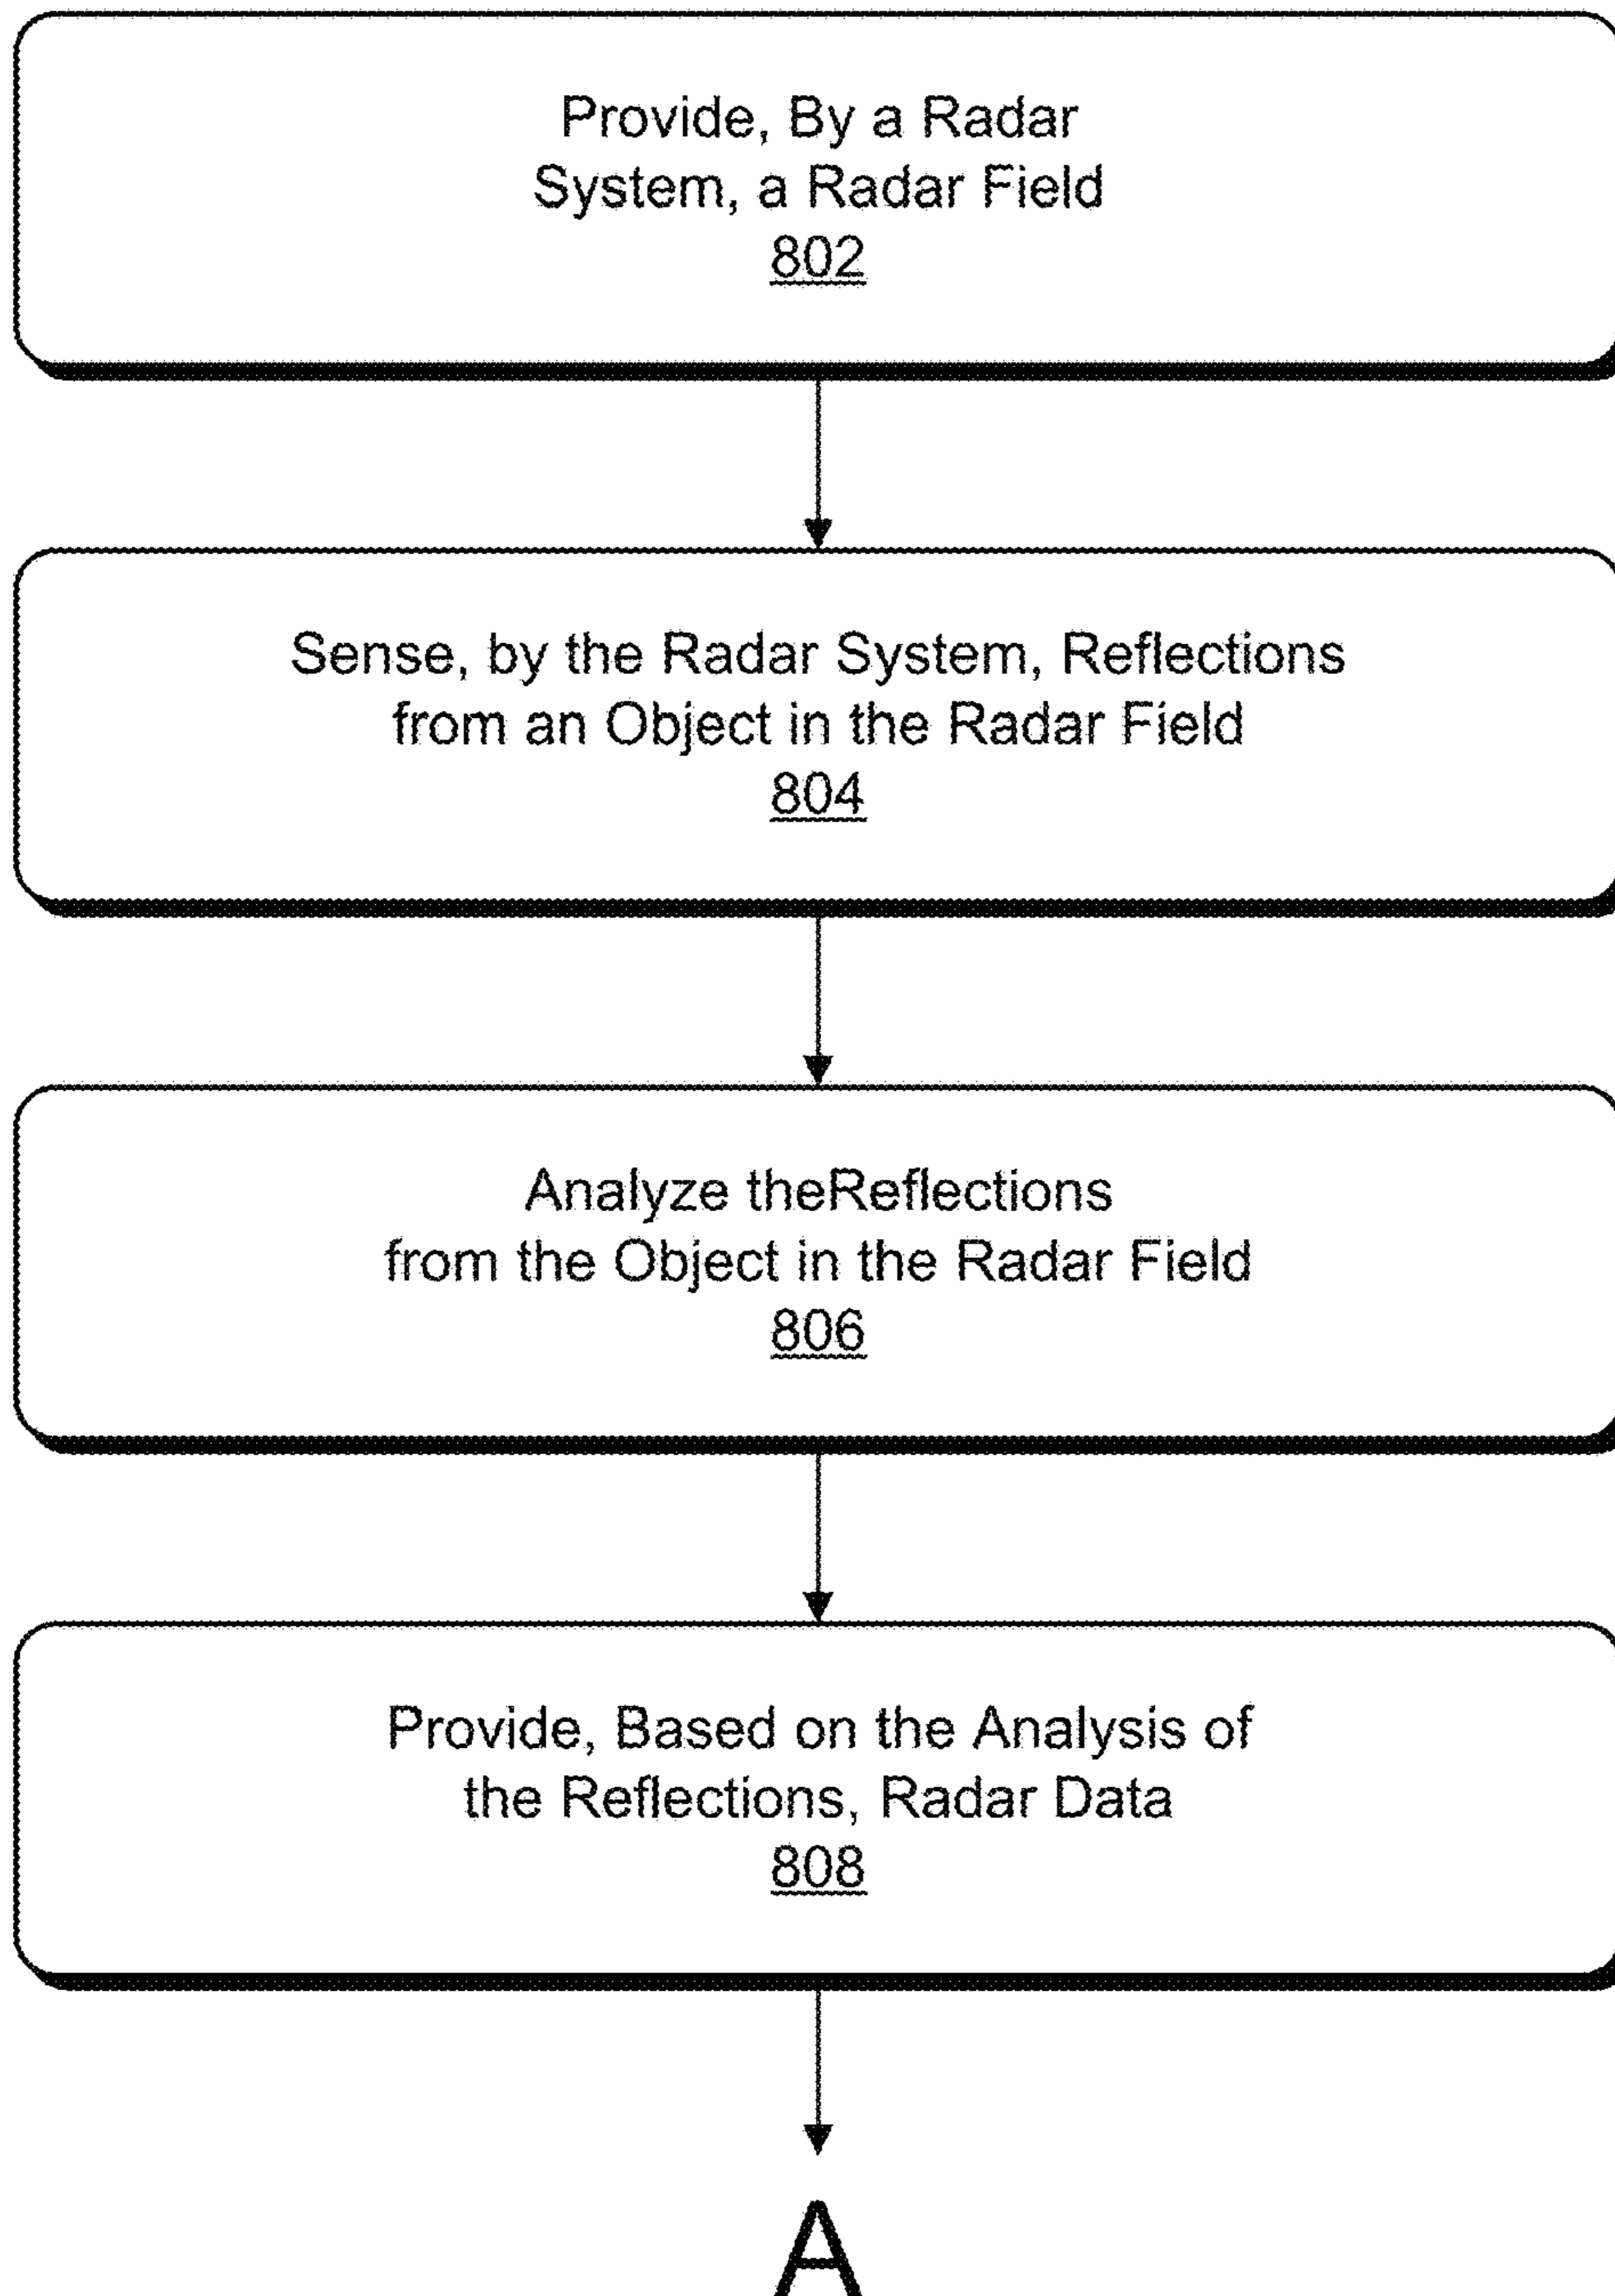 Provide, By a Radar
System, a Radar Field
802
Sense, by the Radar System, Reflections
from an Object in the Radar Field
804
Analyze theReflections
from the Object in the Radar Field
806
Provide, Based on the Analysis of
the Reflections, Radar Data
808
A